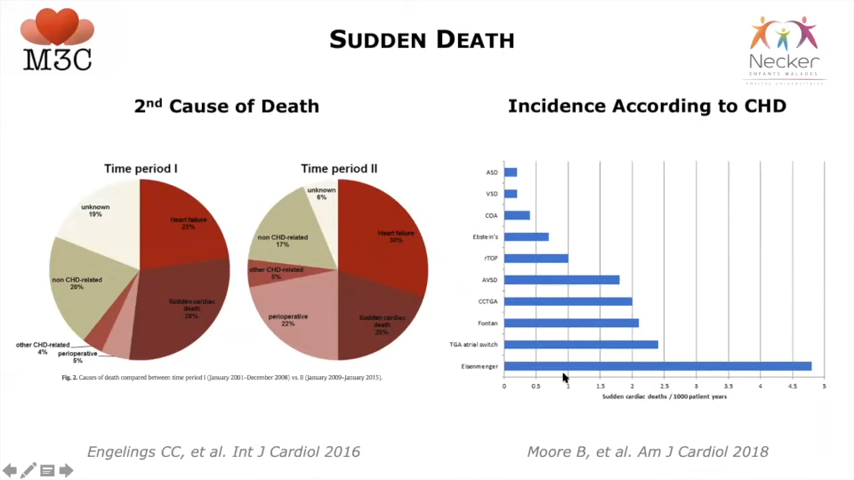 M3C
SUDDEN DEATH
Necker
ENFANTS MALADES
2nd Cause of Death
Time period I
unknown
19%
Heart failure
23%
non CHD-related
20%
Sudden cardiac
death
other CHD-related
4%
perioperative
5%
Time period II
unknown
6%
Heart failure
30%
non CHD-related
17%
other CHD-related
5%
perioperative
22%
Sudden cardiac
death
20%
Fig. 2. Causes of death compared between time period I (January 2001–December 2008) vs. II (January 2009–January 2015).
Engelings CC, et al. Int J Cardiol 2016
Incidence According to CHD
ASD
VSD
COA
Ebstein's
rTOF
AVSD
CCTGA
Fontan
TGA atrial switch
Eisenmenger
0 0.5 1 1.5 2 2.5 3 3.5 4 4.5 5
Sudden cardiac deaths / 1000 patient years
Moore B, et al. Am J Cardiol 2018